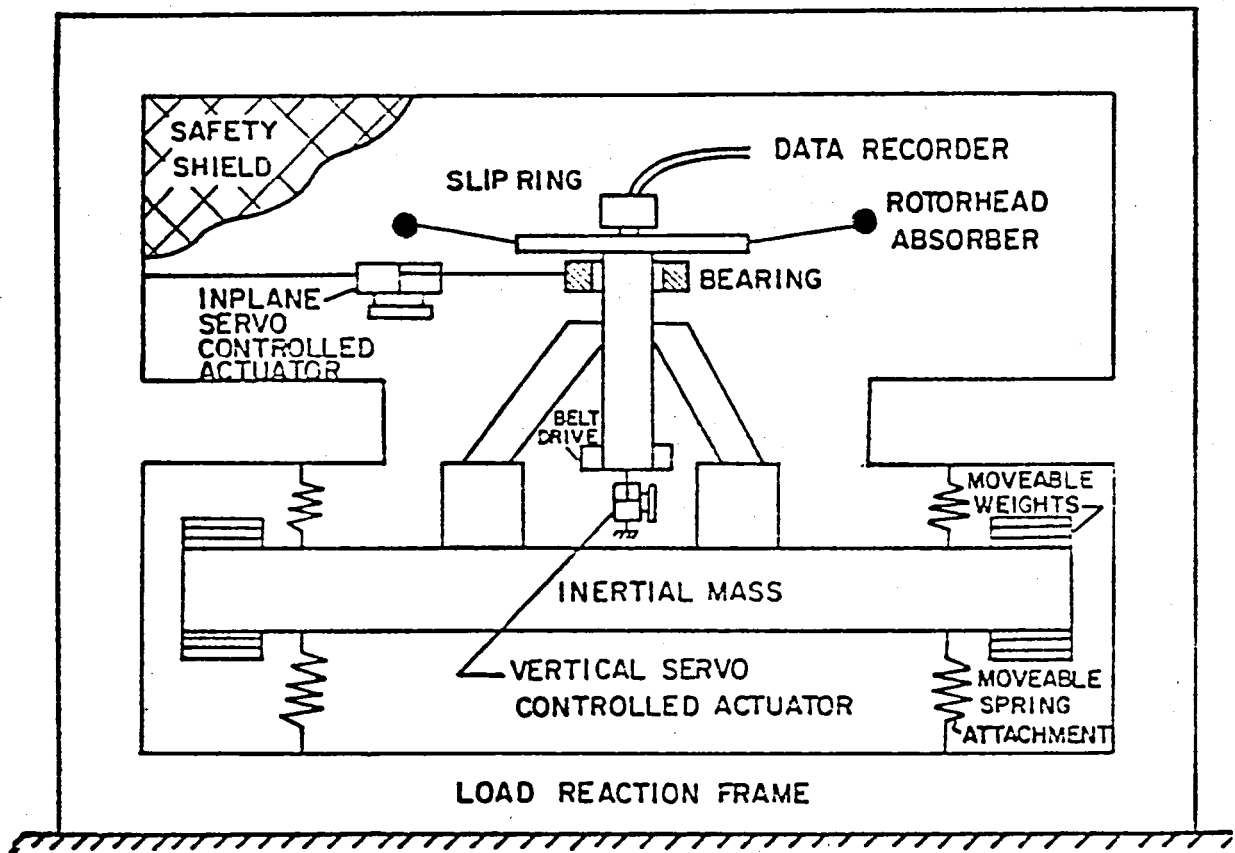 SAFETY
SHIELD
DATA RECORDER
SLIP RING
ROTORHEAD
ABSORBER
BEARING
INPLANE
SERVO
CONTROLLED
ACTUATOR
BELT
DRIVE
MOVEABLE
WEIGHTS
INERTIAL MASS
VERTICAL SERVO
CONTROLLED ACTUATOR
MOVEABLE
SPRING
ATTACHMENT
LOAD REACTION FRAME